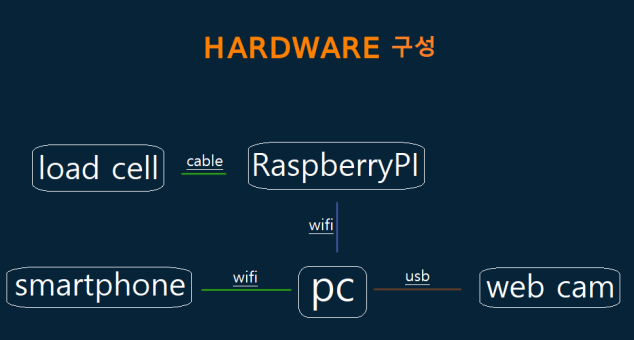 HARDWARE 구성
load cell
cable
RaspberryPI
wifi
smartphone
wifi
pc
usb
web cam